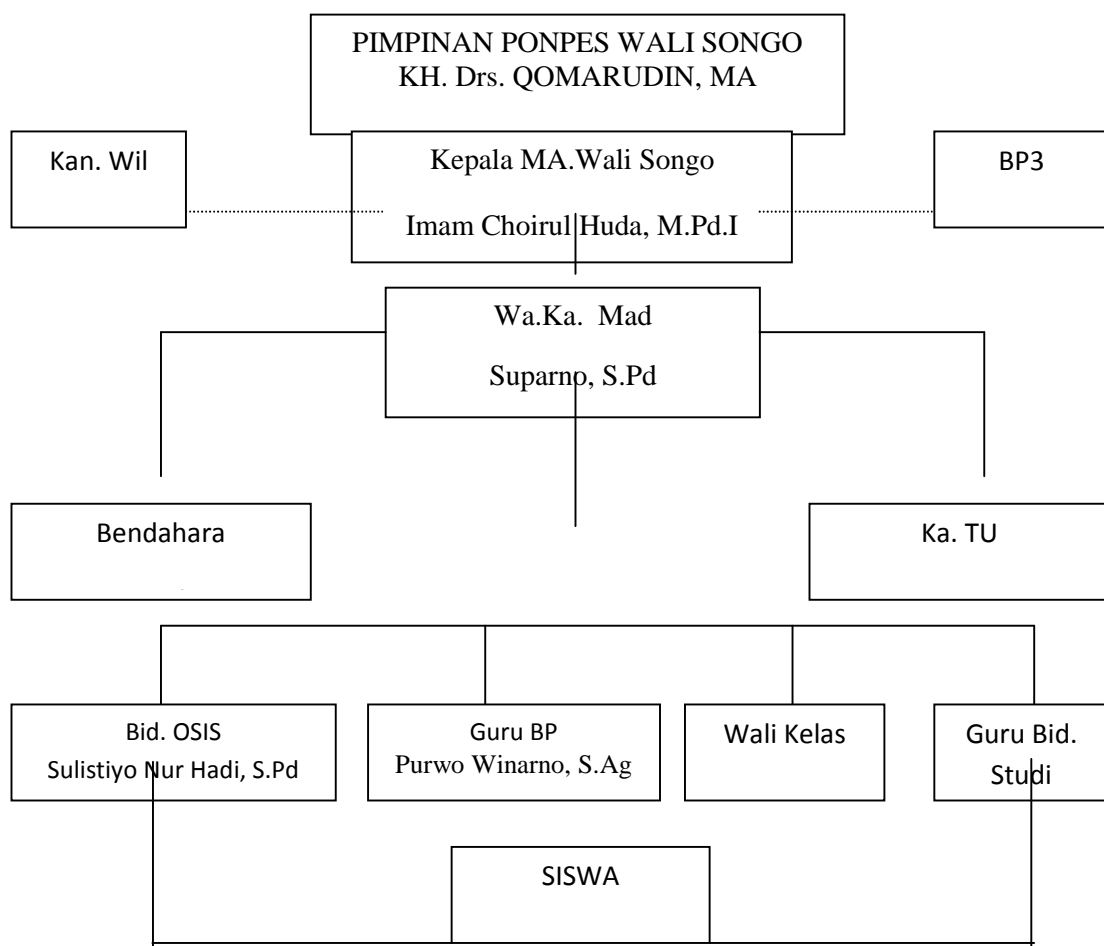 PIMPINAN PONPES WALI SONGO
KH. Drs. QOMARUDIN, MA
Kan. Wil
Kepala MA.Wali Songo
Imam Choirul Huda, M.Pd.I
BP3
Wa.Ka. Mad
Suparno, S.Pd
Bendahara
Ka. TU
Bid. OSIS
Sulistiyo Nur Hadi, S.Pd
Guru BP
Purwo Winarno, S.Ag
Wali Kelas
Guru Bid.
Studi
SISWA